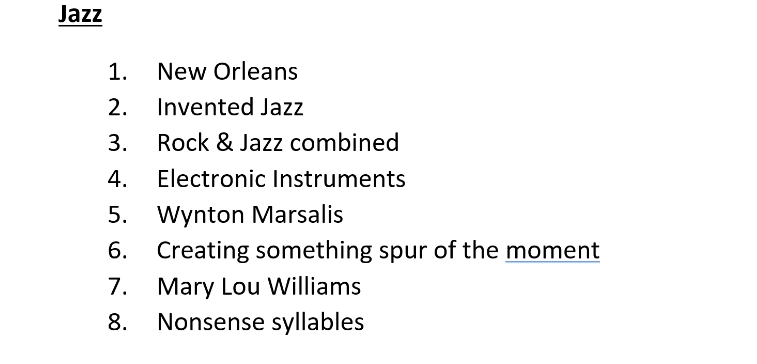 Jazz
1. New Orleans
2. Invented Jazz
3. Rock & Jazz combined
4. Electronic Instruments
5. Wynton Marsalis
6. Creating something spur of the moment
7. Mary Lou Williams
8. Nonsense syllables